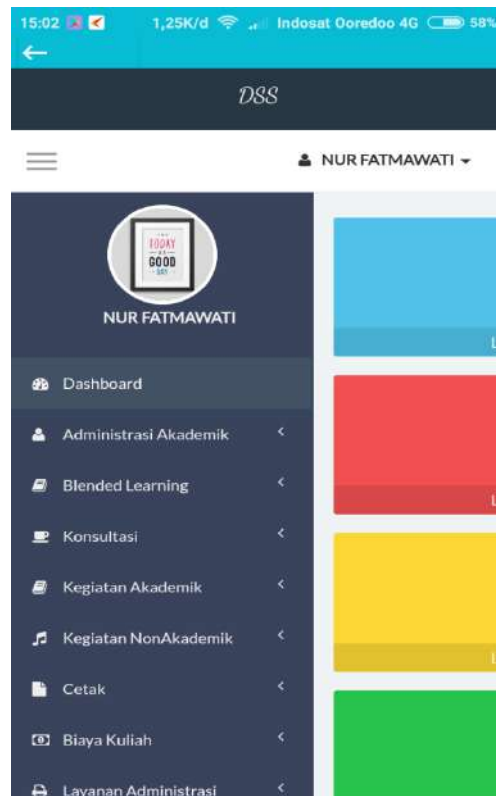 15:02 1,25K/d Indosat Ooredoo 4G 58%
DSS
NUR FATMAWATI
TODAY
GOOD
DAY
NUR FATMAWATI
L
Dashboard
Administrasi Akademik
Blended Learning
L
Konsultasi
Kegiatan Akademik
Kegiatan NonAkademik
L
Cetak
Biaya Kuliah
Layanan Administrasi